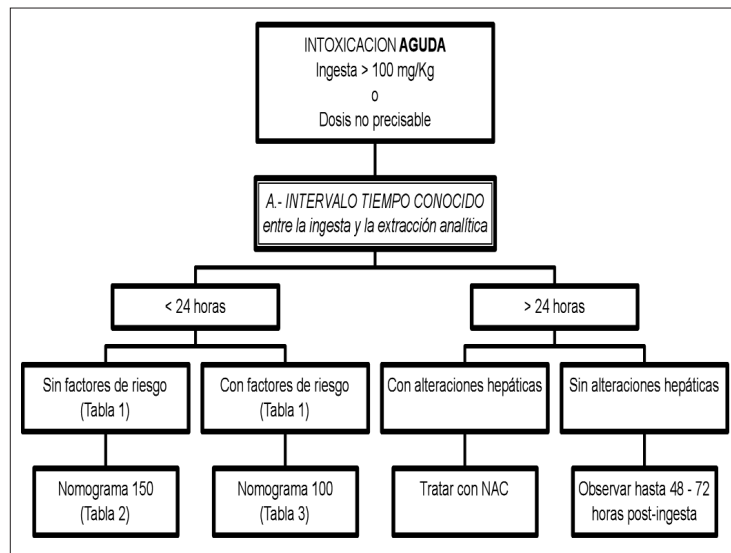 INTOXICACION AGUDA
Ingesta > 100 mg/Kg
o
Dosis no precisable
A.- INTERVALO TIEMPO CONOCIDO
entre la ingesta y la extracción analítica
< 24 horas
> 24 horas
Sin factores de riesgo
(Tabla 1)
Con factores de riesgo
(Tabla 1)
Con alteraciones hepáticas
Sin alteraciones hepáticas
Nomograma 150
(Tabla 2)
Nomograma 100
(Tabla 3)
Tratar con NAC
Observar hasta 48 - 72
horas post-ingesta